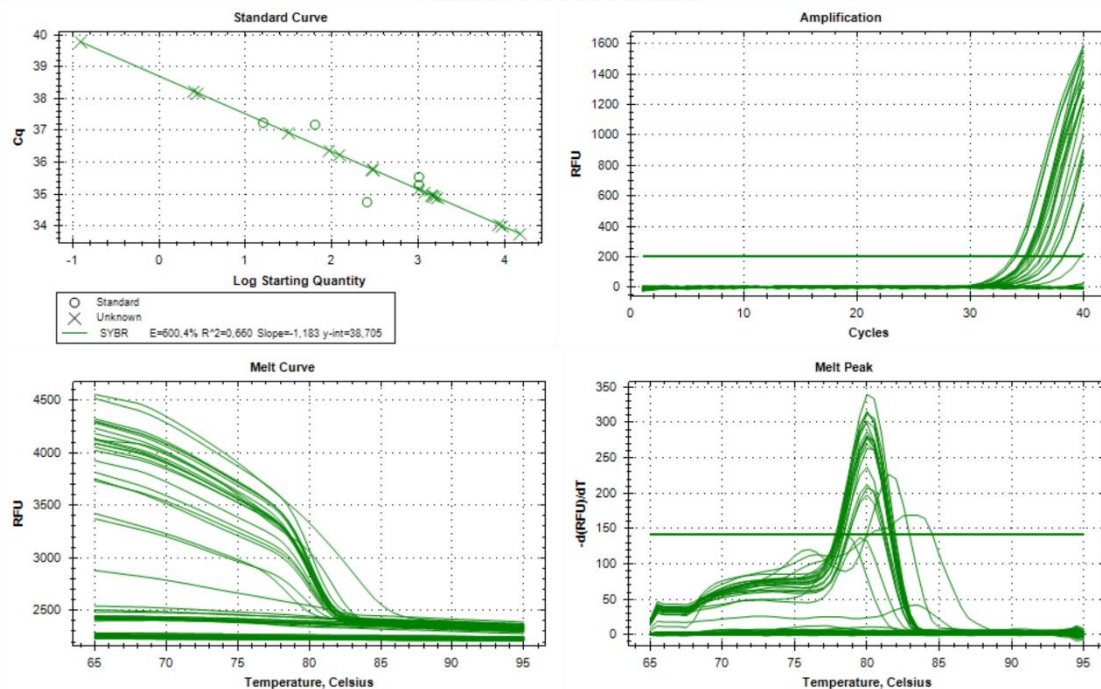 Standard Curve
40
39
38
37
36
35
34
Cq
-1 0 1 2 3 4
Log Starting Quantity
Standard
Unknown
SYBR E=600,4% R^2=0,660 Slope=-1,183 y-int=38,705
Amplification
1600
1400
1200
1000
800
600
400
200
0
RFU
0 10 20 30 40
Cycles
Melt Curve
4500
4000
3500
3000
2500
RFU
65 70 75 80 85 90 95
Temperature, Celsius
Melt Peak
350
300
250
200
150
100
50
0
-d(RFU)/dT
65 70 75 80 85 90 95
Temperature, Celsius